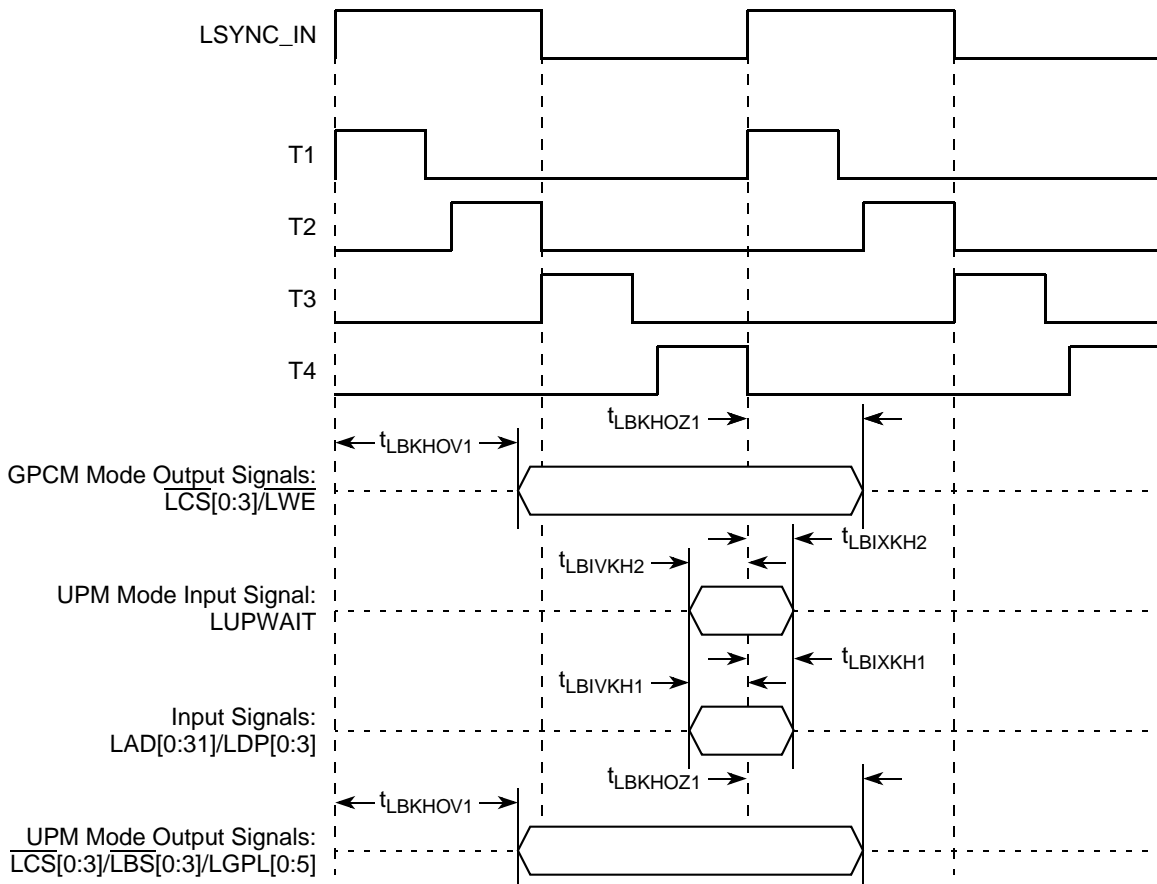 LSYNC_IN
T1
T2
T3
T4
tLBKHOZ1
tLBKHOV1
GPCM Mode Output Signals:
LCS[0:3]/LWE
tLBIXKH2
tLBIVKH2
UPM Mode Input Signal:
LUPWAIT
tLBIXKH1
tLBIVKH1
Input Signals:
LAD[0:31]/LDP[0:3]
tLBKHOZ1
tLBKHOV1
UPM Mode Output Signals:
LCS[0:3]/LBS[0:3]/LGPL[0:5]